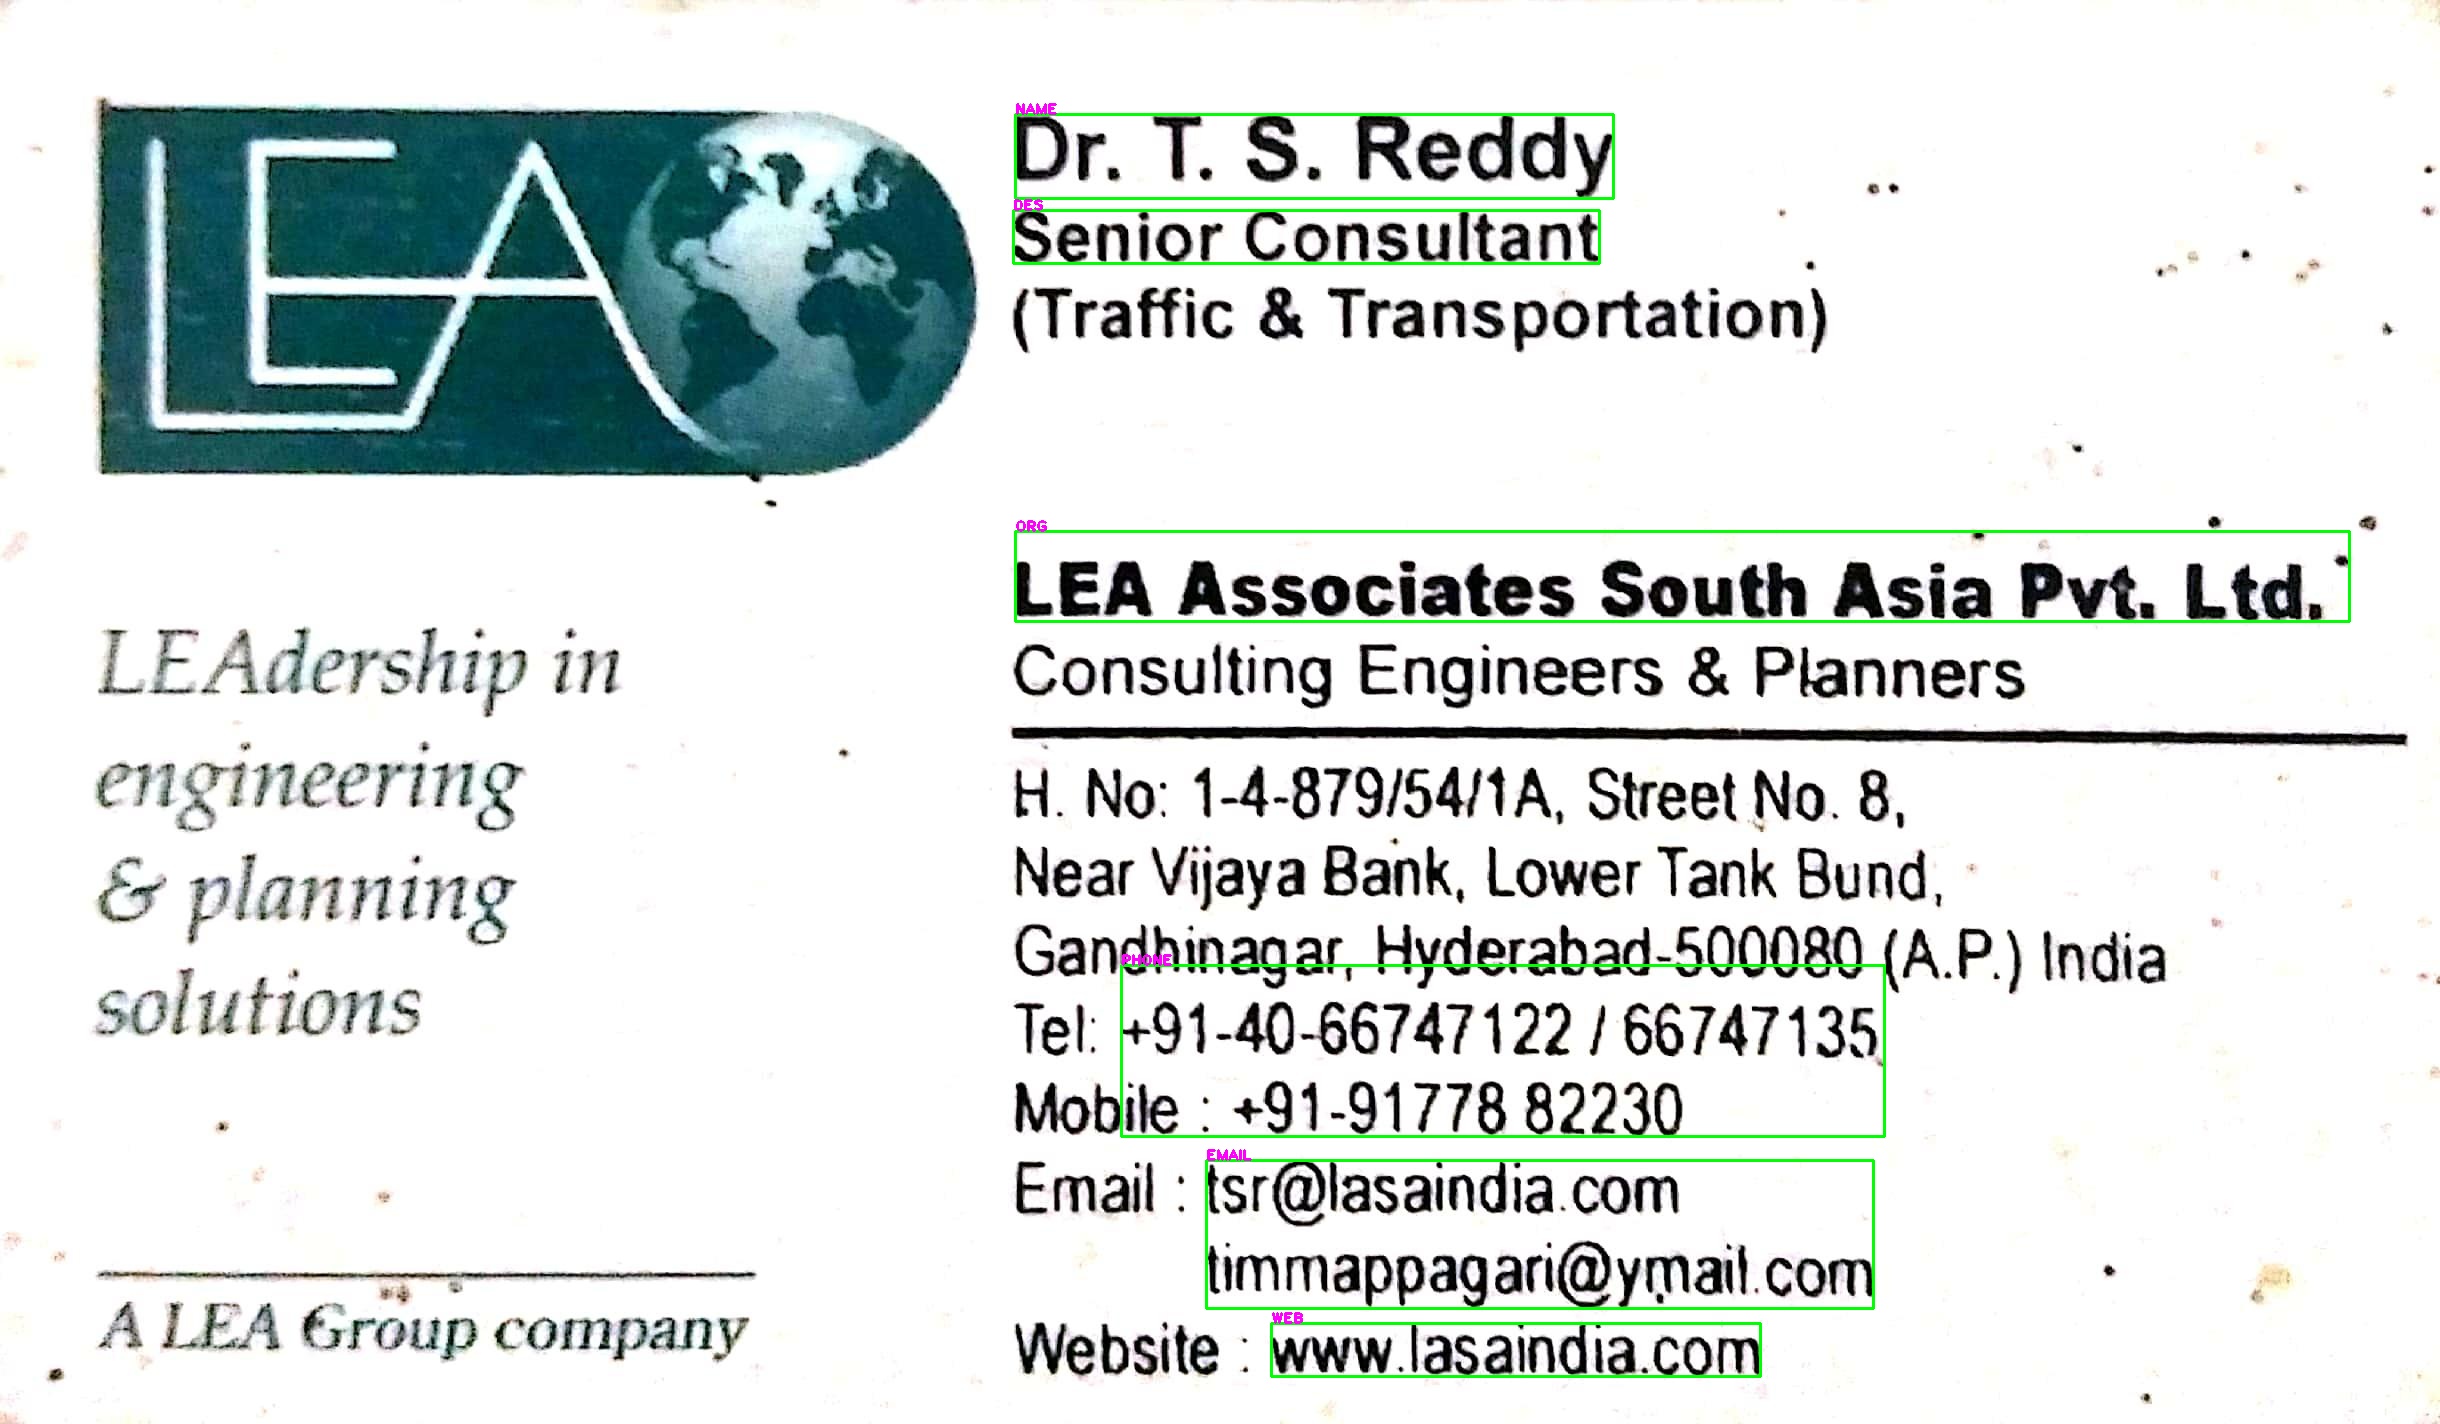 LEA
LEAdership in
engineering
& planning
solutions
A LEA Group company
NAME
Dr. T. S. Reddy
DES
Senior Consultant
(Traffic & Transportation)
ORG
LEA Associates South Asia Pvt. Ltd.
Consulting Engineers & Planners
H. No: 1-4-879/54/1A, Street No. 8,
Near Vijaya Bank, Lower Tank Bund,
Gandhinagar, Hyderabad-500080 (A.P.) India
PHONE
Tel: +91-40-66747122 / 66747135
Mobile : +91-91778 82230
EMAIL
Email : tsr@lasaindia.com
timmappagari@ymail.com
WEB
Website : www.lasaindia.com